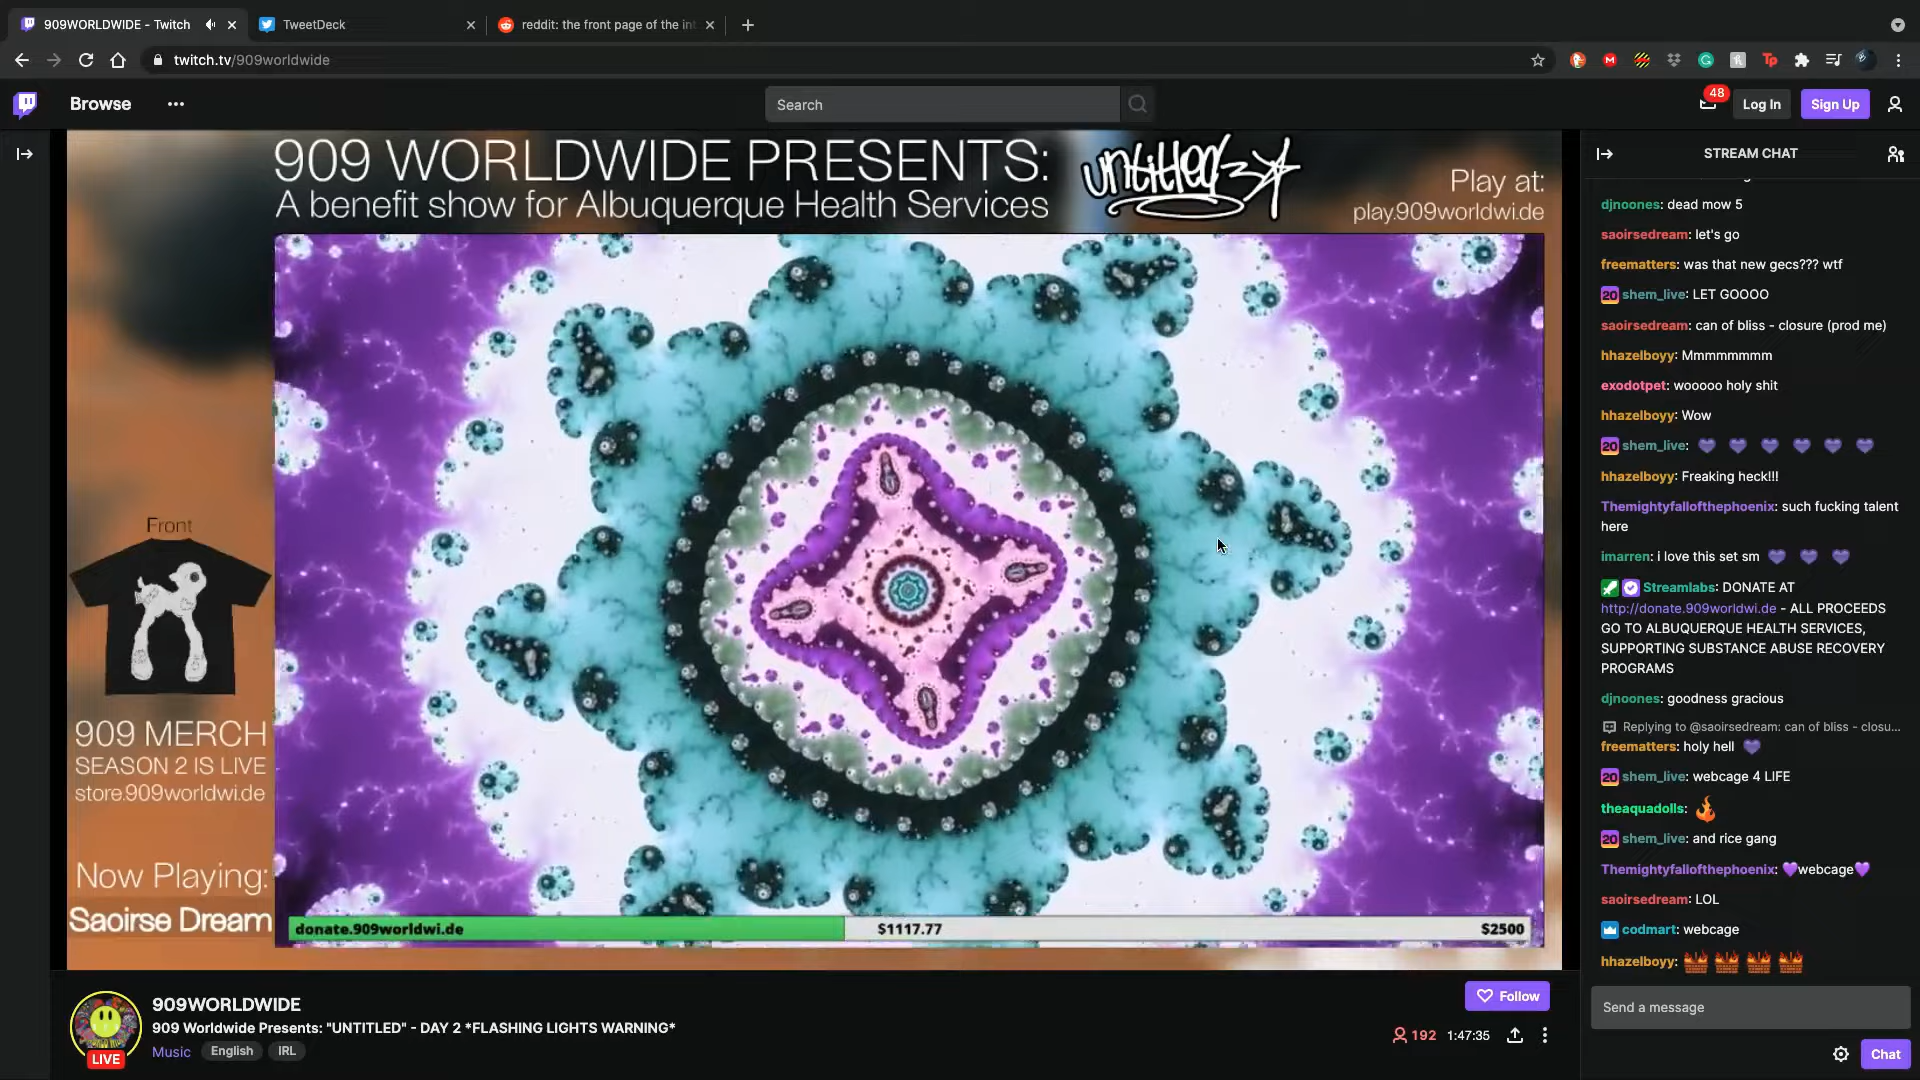 909WORLDWIDE - Twitch
TweetDeck
reddit: the front page of the in
twitch.tv/909worldwide
Browse
Search
48
Log In
Sign Up
909 WORLDWIDE PRESENTS:
A benefit show for Albuquerque Health Services
untitled
Play at:
play.909worldwi.de
Front
909 MERCH
SEASON 2 IS LIVE
store.909worldwi.de
Now Playing:
Saoirse Dream
donate.909worldwi.de
$1117.77
$2500
LIVE
909WORLDWIDE
909 Worldwide Presents: "UNTITLED" - DAY 2 *FLASHING LIGHTS WARNING*
Music
English
IRL
Follow
192
1:47:35
STREAM CHAT
djnoones: dead mow 5
saoirsedream: let's go
freematters: was that new gecs??? wtf
20 shem_live: LET GOOOO
saoirsedream: can of bliss - closure (prod me)
hhazelboyy: Mmmmmmmm
exodotpet: wooooo holy shit
hhazelboyy: Wow
20 shem_live: 💜 💜 💜 💜 💜 💜
hhazelboyy: Freaking heck!!!
Themightyfallofthephoenix: such fucking talent
here
imarren: i love this set sm 💜 💜 💜
Streamlabs: DONATE AT
http://donate.909worldwi.de - ALL PROCEEDS
GO TO ALBUQUERQUE HEALTH SERVICES,
SUPPORTING SUBSTANCE ABUSE RECOVERY
PROGRAMS
djnoones: goodness gracious
Replying to @saoirsedream: can of bliss - closu...
freematters: holy hell 💜
20 shem_live: webcage 4 LIFE
theaquadolls:
20 shem_live: and rice gang
Themightyfallofthephoenix: 💜webcage💜
saoirsedream: LOL
codmart: webcage
hhazelboyy:
Send a message
Chat